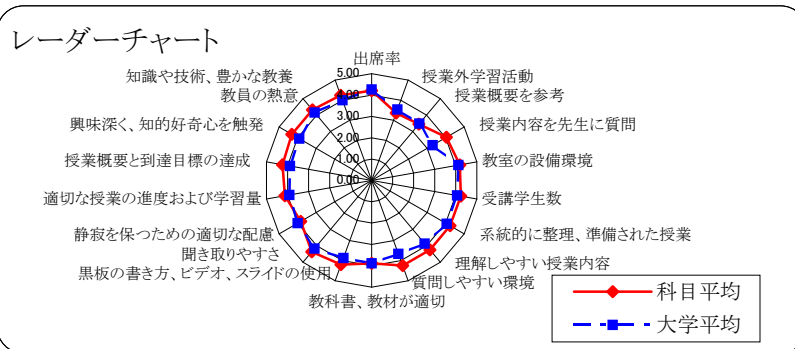 レーダーチャート
出席率
授業外学習活動
授業概要を参考
授業内容を先生に質問
教室の設備環境
受講学生数
系統的に整理、準備された授業
理解しやすい授業内容
質問しやすい環境
教科書、教材が適切
黒板の書き方、ビデオ、スライドの使用
聞き取りやすさ
静寂を保つための適切な配慮
適切な授業の進度および学習量
授業概要と到達目標の達成
興味深く、知的好奇心を触発
教員の熱意
知識や技術、豊かな教養
5.00
4.00
3.00
2.00
1.00
0.00
科目平均
大学平均